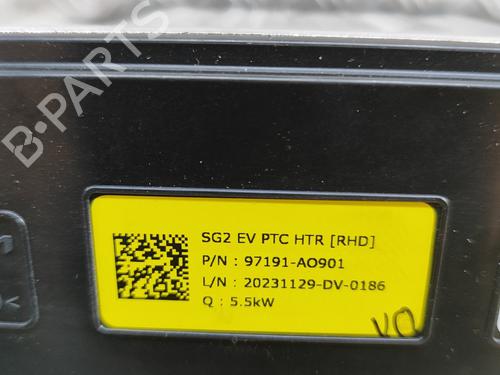 B-PARTS
SG2 EV PTC HTR [RHD]
P/N : 97191-AO901
L/N : 20231129-DV-0186
Q : 5.5kW